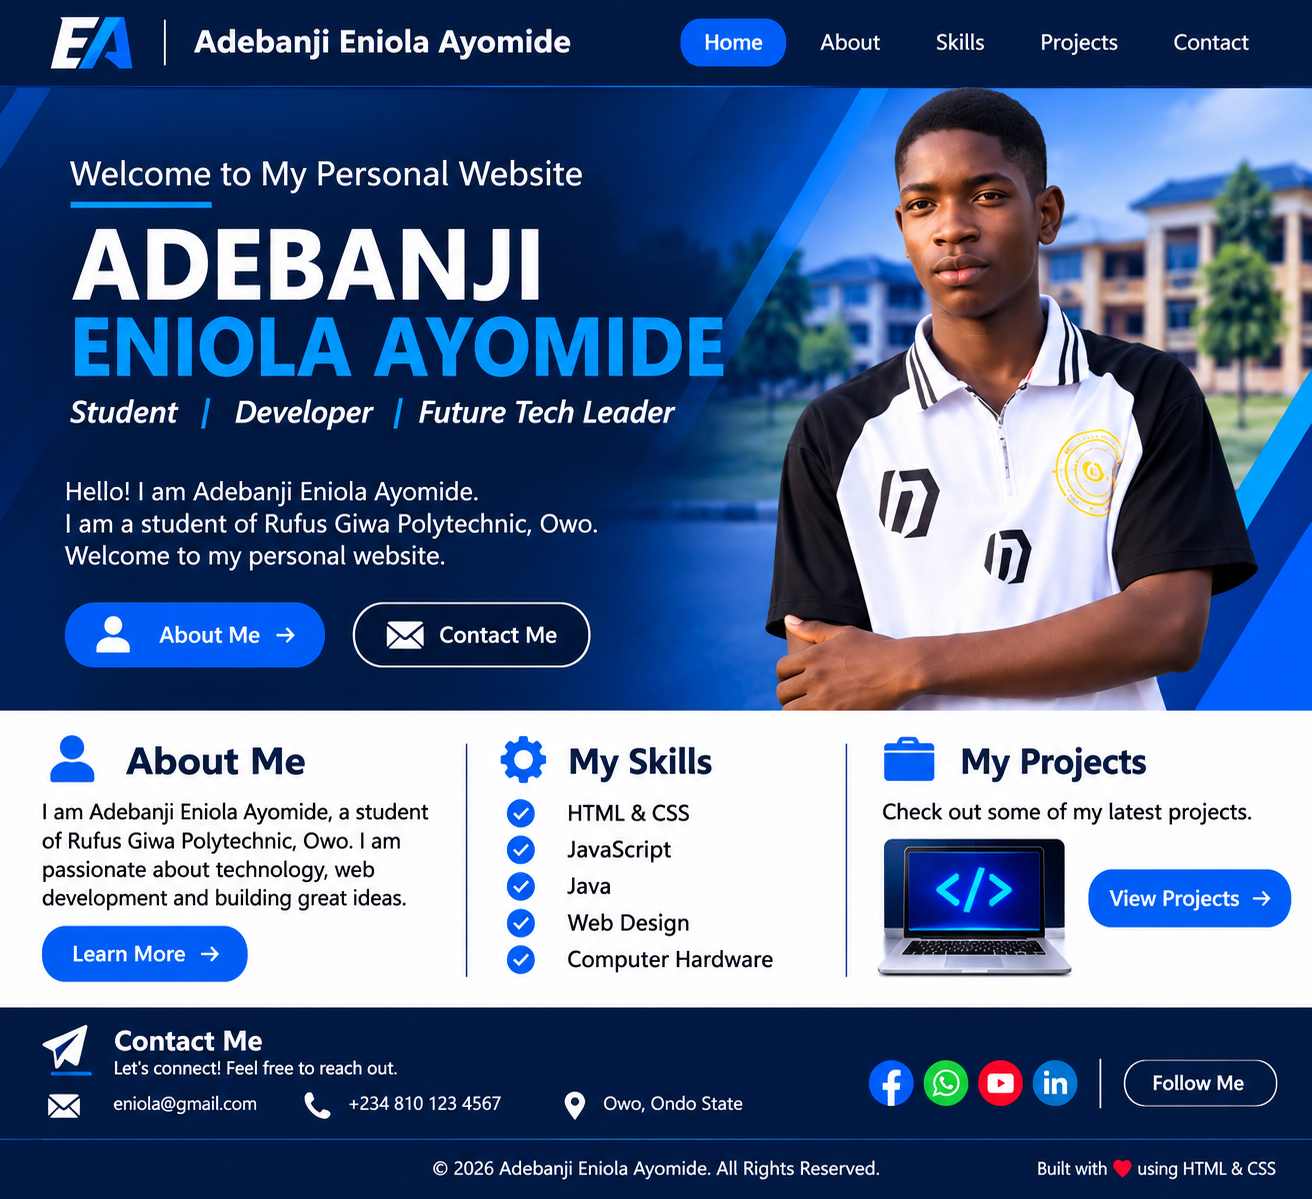 EA
Adebanji Eniola Ayomide
Home
About
Skills
Projects
Contact
Welcome to My Personal Website
ADEBANJI
ENIOLA AYOMIDE
Student / Developer / Future Tech Leader
Hello! I am Adebanji Eniola Ayomide.
I am a student of Rufus Giwa Polytechnic, Owo.
Welcome to my personal website.
About Me →
Contact Me
About Me
I am Adebanji Eniola Ayomide, a student
of Rufus Giwa Polytechnic, Owo. I am
passionate about technology, web
development and building great ideas.
Learn More →
My Skills
HTML & CSS
JavaScript
Java
Web Design
Computer Hardware
My Projects
Check out some of my latest projects.
</>
View Projects →
Contact Me
Let's connect! Feel free to reach out.
eniola@gmail.com
+234 810 123 4567
Owo, Ondo State
f
in
Follow Me
© 2026 Adebanji Eniola Ayomide. All Rights Reserved.
Built with ❤ using HTML & CSS